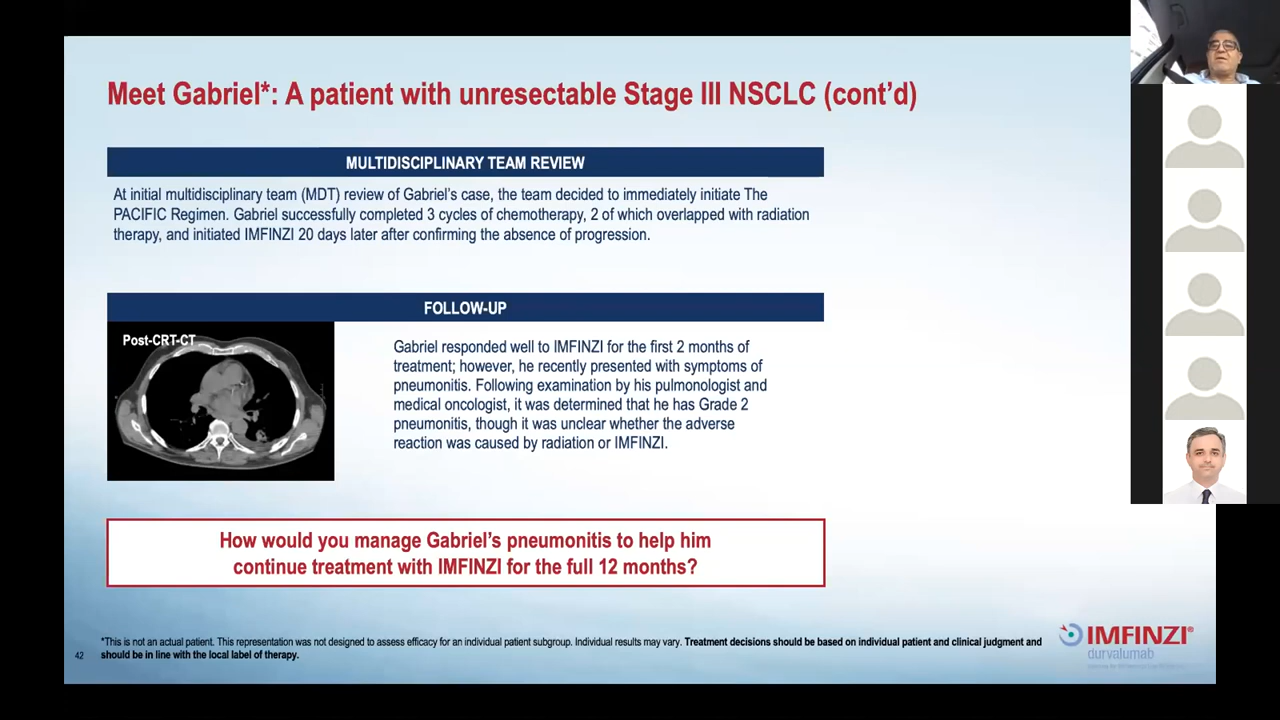 Meet Gabriel*: A patient with unresectable Stage III NSCLC (cont'd)
MULTIDISCIPLINARY TEAM REVIEW
At initial multidisciplinary team (MDT) review of Gabriel's case, the team decided to immediately initiate The
PACIFIC Regimen. Gabriel successfully completed 3 cycles of chemotherapy, 2 of which overlapped with radiation
therapy, and initiated IMFINZI 20 days later after confirming the absence of progression.
FOLLOW-UP
Post-CRT-CT
Gabriel responded well to IMFINZI for the first 2 months of
treatment; however, he recently presented with symptoms of
pneumonitis. Following examination by his pulmonologist and
medical oncologist, it was determined that he has Grade 2
pneumonitis, though it was unclear whether the adverse
reaction was caused by radiation or IMFINZI.
How would you manage Gabriel's pneumonitis to help him
continue treatment with IMFINZI for the full 12 months?
*This is not an actual patient. This representation was not designed to assess efficacy for an individual patient subgroup. Individual results may vary. Treatment decisions should be based on individual patient and clinical judgment and
should be in line with the local label of therapy.
42
IMFINZI®
durvalumab